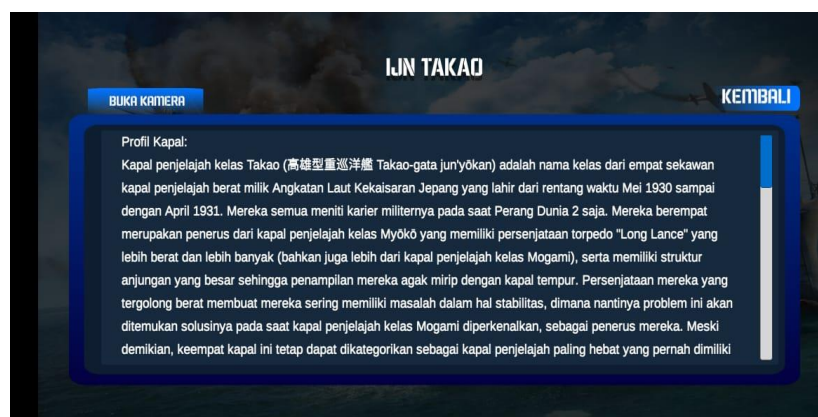 IJN TAKAO
BUKA KAMERA
KEMBALI
Profil Kapal:
Kapal penjelajah kelas Takao (高雄型重巡洋艦 Takao-gata jun'yōkan) adalah nama kelas dari empat sekawan
kapal penjelajah berat milik Angkatan Laut Kekaisaran Jepang yang lahir dari rentang waktu Mei 1930 sampai
dengan April 1931. Mereka semua meniti karier militernya pada saat Perang Dunia 2 saja. Mereka berempat
merupakan penerus dari kapal penjelajah kelas Myōkō yang memiliki persenjataan torpedo "Long Lance" yang
lebih berat dan lebih banyak (bahkan juga lebih dari kapal penjelajah kelas Mogami), serta memiliki struktur
anjungan yang besar sehingga penampilan mereka agak mirip dengan kapal tempur. Persenjataan mereka yang
tergolong berat membuat mereka sering memiliki masalah dalam hal stabilitas, dimana nantinya problem ini akan
ditemukan solusinya pada saat kapal penjelajah kelas Mogami diperkenalkan, sebagai penerus mereka. Meski
demikian, keempat kapal ini tetap dapat dikategorikan sebagai kapal penjelajah paling hebat yang pernah dimiliki